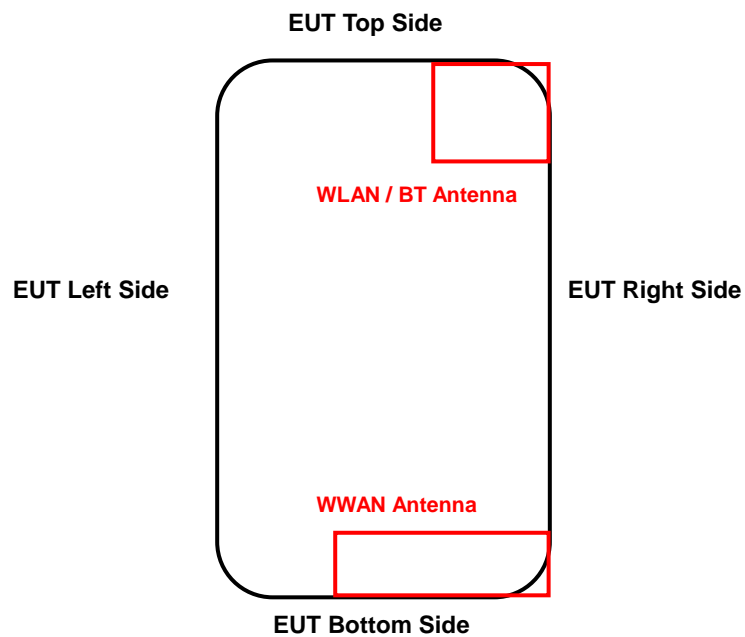 EUT Top Side
WLAN / BT Antenna
EUT Left Side
EUT Right Side
WWAN Antenna
EUT Bottom Side